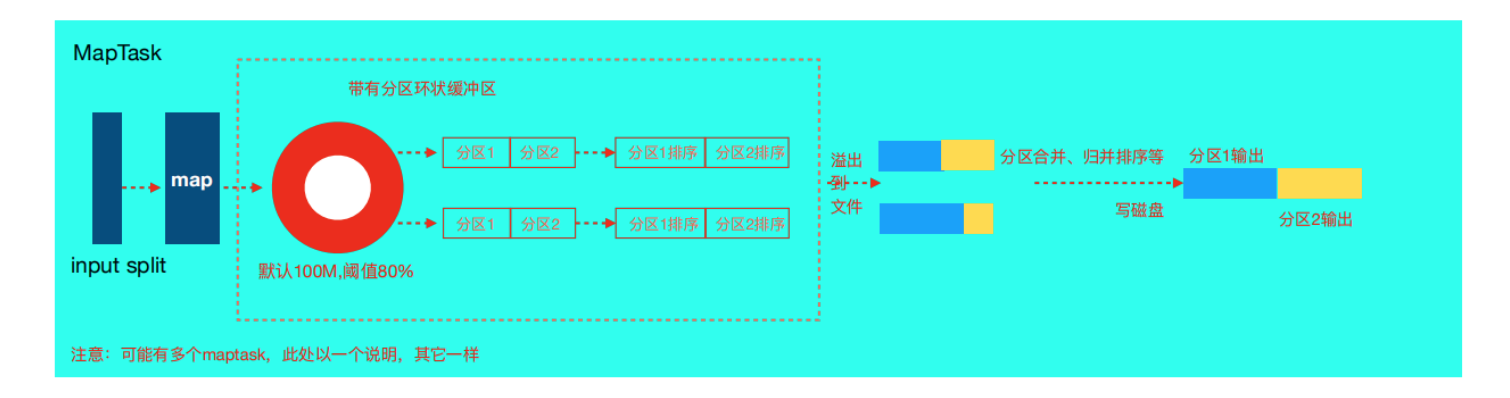 MapTask
带有分区环状缓冲区
map
input split
默认100M,阈值80%
分区1
分区2
分区1排序
分区2排序
分区1
分区2
分区1排序
分区2排序
溢出
到
文件
分区合并、归并排序等
写磁盘
分区1输出
分区2输出
注意：可能有多个maptask，此处以一个说明，其它一样